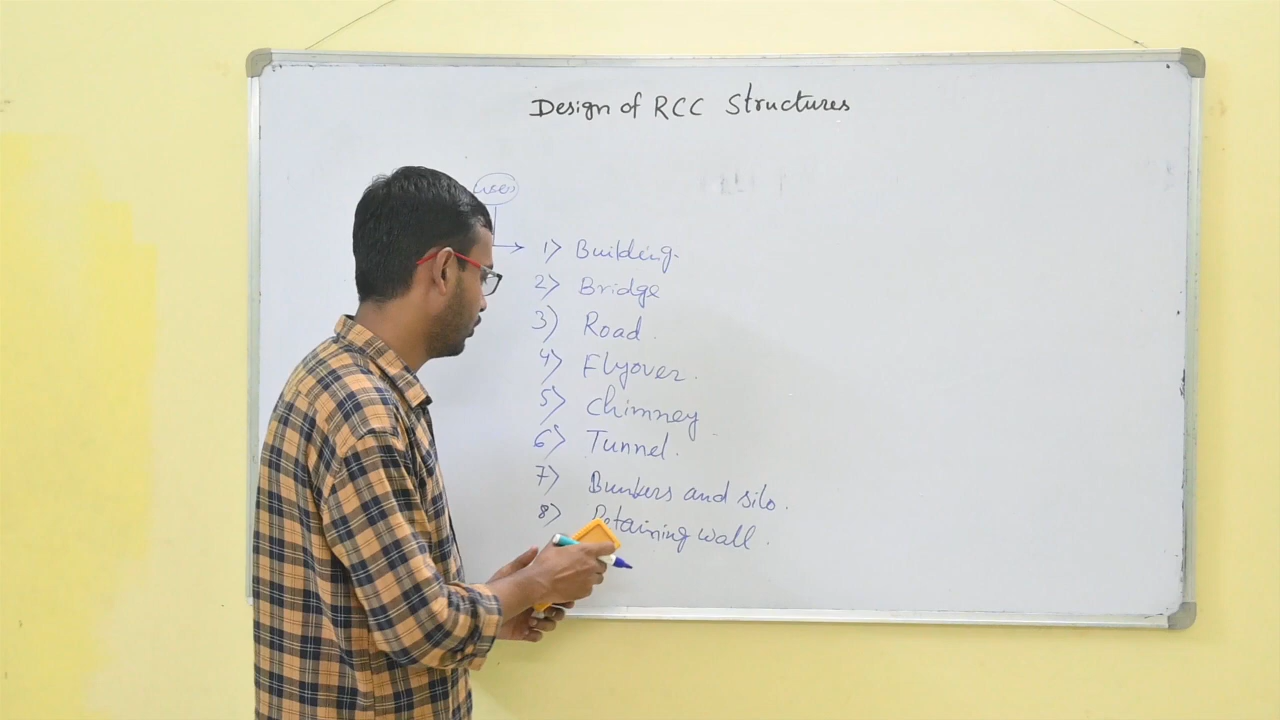 Design of RCC Structures
uses
1) Building.
2) Bridge
3) Road.
4) Flyover.
5) Chimney
6) Tunnel.
7) Bunkers and silo.
8) Retaining wall.